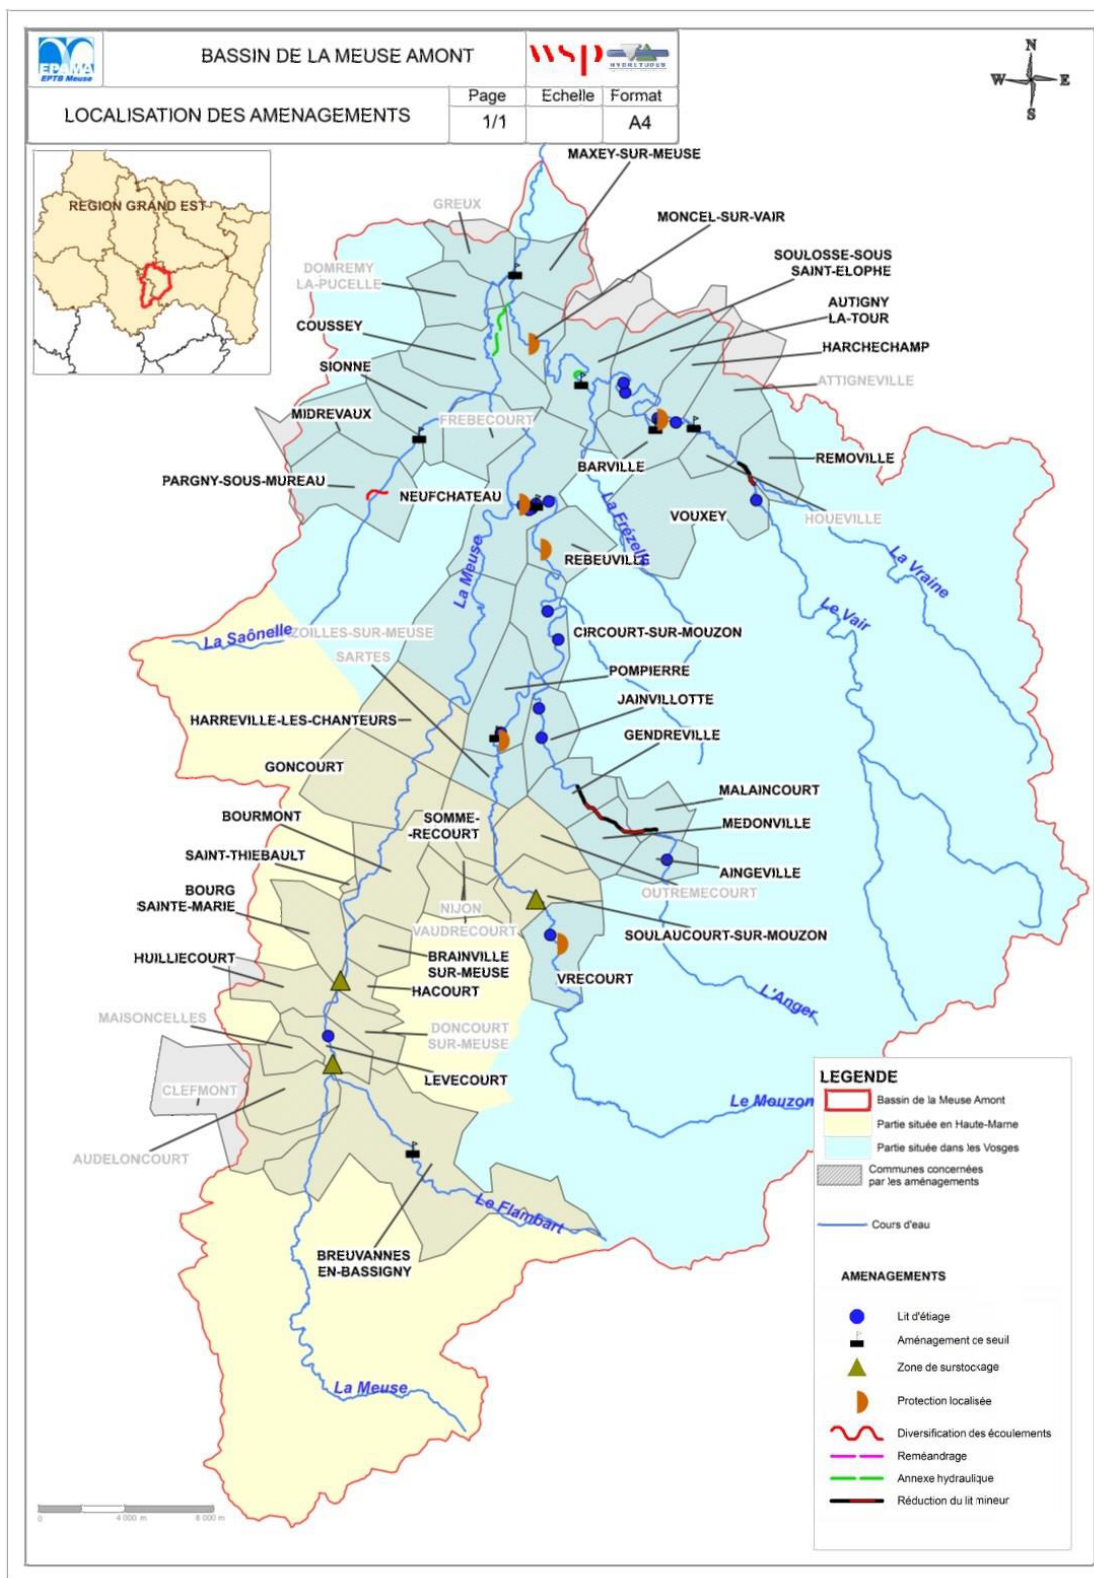 EPAMA
EPTB Meuse
BASSIN DE LA MEUSE AMONT
wsp
HYDRETUDES
LOCALISATION DES AMENAGEMENTS
Page
Echelle
Format
1/1
A4
N
W
E
S
REGION GRAND EST
MAXEY-SUR-MEUSE
GREUX
MONCEL-SUR-VAIR
DOMREMY
LA-PUCELLE
SOULOSSE-SOUS
SAINT-ELOPHE
AUTIGNY
LA-TOUR
COUSSEY
HARCHECHAMP
SIONNE
ATTIGNEVILLE
MIDREVAUX
FREBECOURT
REMOVILLE
BARVILLE
PARGNY-SOUS-MUREAU
NEUFCHATEAU
VOUXEY
HOUEVILLE
La Frézelle
La Meuse
REBEUVILLE
La Vraine
Le Vair
La Saônelle
ZOILLES-SUR-MEUSE
CIRCOURT-SUR-MOUZON
SARTES
POMPIERRE
JAINVILLOTTE
HARREVILLE-LES-CHANTEURS
GENDREVILLE
GONCOURT
MALAINCOURT
BOURMONT
SOMME-
-RECOURT
MEDONVILLE
SAINT-THIEBAULT
AINGEVILLE
BOURG
SAINTE-MARIE
OUTREMECOURT
NIJON
VAUDRECOURT
SOULAUCOURT-SUR-MOUZON
HUILLIECOURT
BRAINVILLE
SUR-MEUSE
VRECOURT
HACOURT
L'Anger
MAISONCELLES
DONCOURT
SUR-MEUSE
LEVECOURT
CLEFMONT
Le Mouzon
AUDELONCOURT
Le Flambart
BREUVANNES
EN-BASSIGNY
La Meuse
LEGENDE
Bassin de la Meuse Amont
Partie située en Haute-Marne
Partie située dans les Vosges
Communes concernées
par les aménagements
Cours d'eau
AMENAGEMENTS
Lit d'étiage
Aménagement ce seuil
Zone de surstockage
Protection localisée
Diversification des écoulements
Reméandrage
Annexe hydraulique
Réduction du lit mineur
0
4 000 m
8 000 m